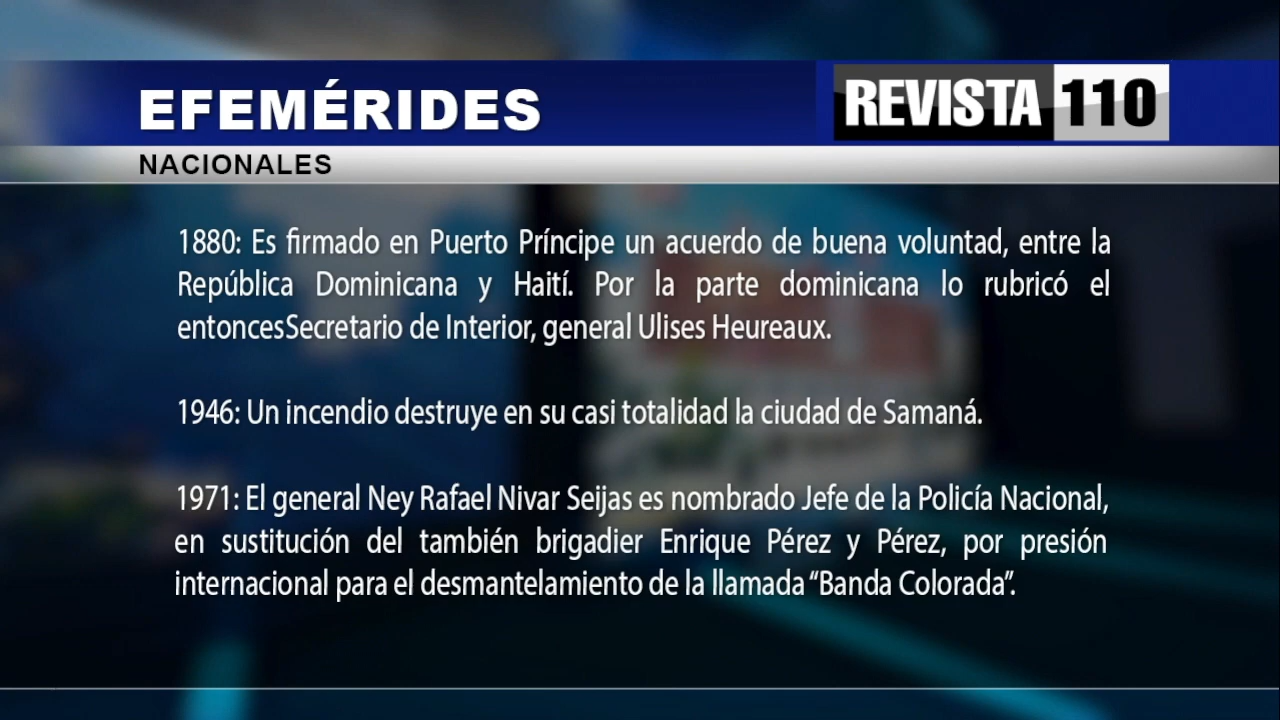 EFEMÉRIDES
REVISTA 110
NACIONALES
1880: Es firmado en Puerto Príncipe un acuerdo de buena voluntad, entre la
República Dominicana y Haití. Por la parte dominicana lo rubricó el
entoncesSecretario de Interior, general Ulises Heureaux.
1946: Un incendio destruye en su casi totalidad la ciudad de Samaná.
1971: El general Ney Rafael Nivar Seijas es nombrado Jefe de la Policía Nacional,
en sustitución del también brigadier Enrique Pérez y Pérez, por presión
internacional para el desmantelamiento de la llamada “Banda Colorada”.